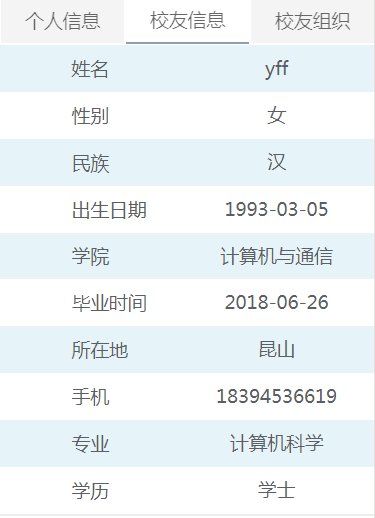 个人信息 校友信息 校友组织
姓名 yff
性别 女
民族 汉
出生日期 1993-03-05
学院 计算机与通信
毕业时间 2018-06-26
所在地 昆山
手机 18394536619
专业 计算机科学
学历 学士